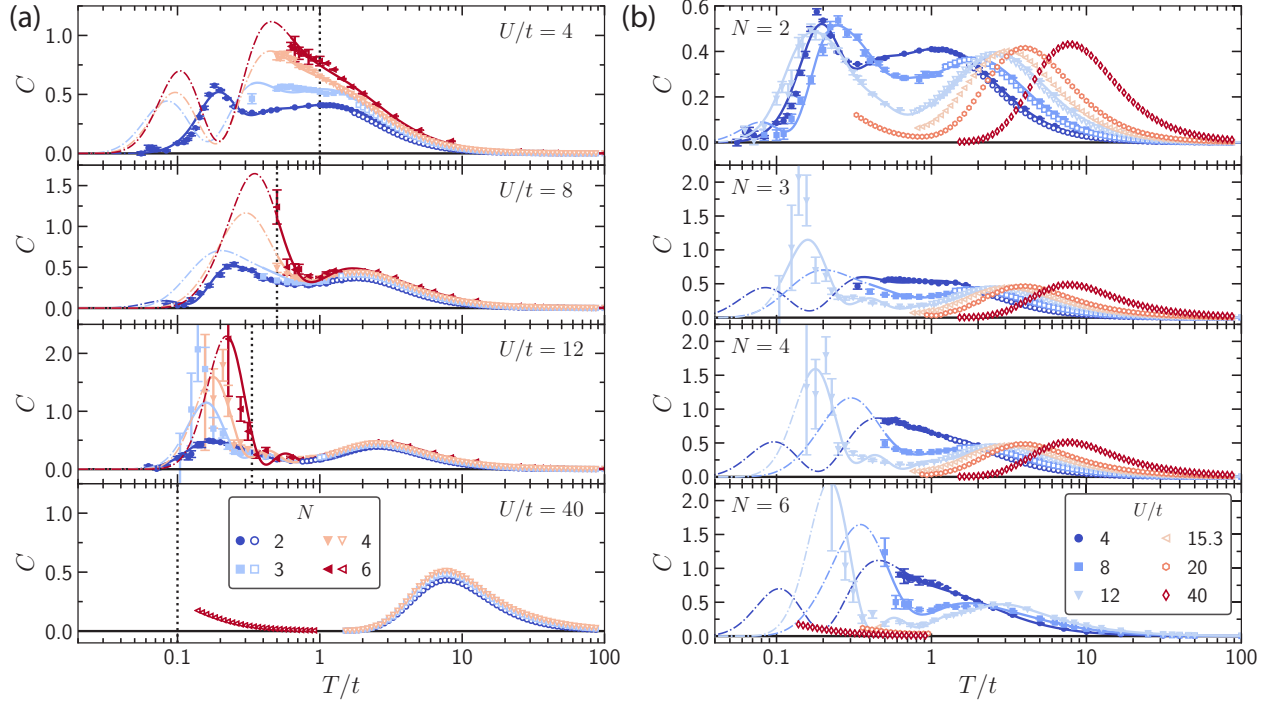 (a)
U/t = 4
C
0.0
0.5
1.0
U/t = 8
C
0.0
0.5
1.0
1.5
U/t = 12
C
0.0
1.0
2.0
U/t = 40
C
0.0
0.5
1.0
N
2
4
3
6
0.1
1
10
100
T/t
(b)
N = 2
C
0.0
0.2
0.4
0.6
N = 3
C
0.0
0.5
1.0
1.5
2.0
N = 4
C
0.0
0.5
1.0
1.5
2.0
N = 6
C
0.0
0.5
1.0
1.5
2.0
U/t
4
15.3
8
20
12
40
0.1
1
10
100
T/t